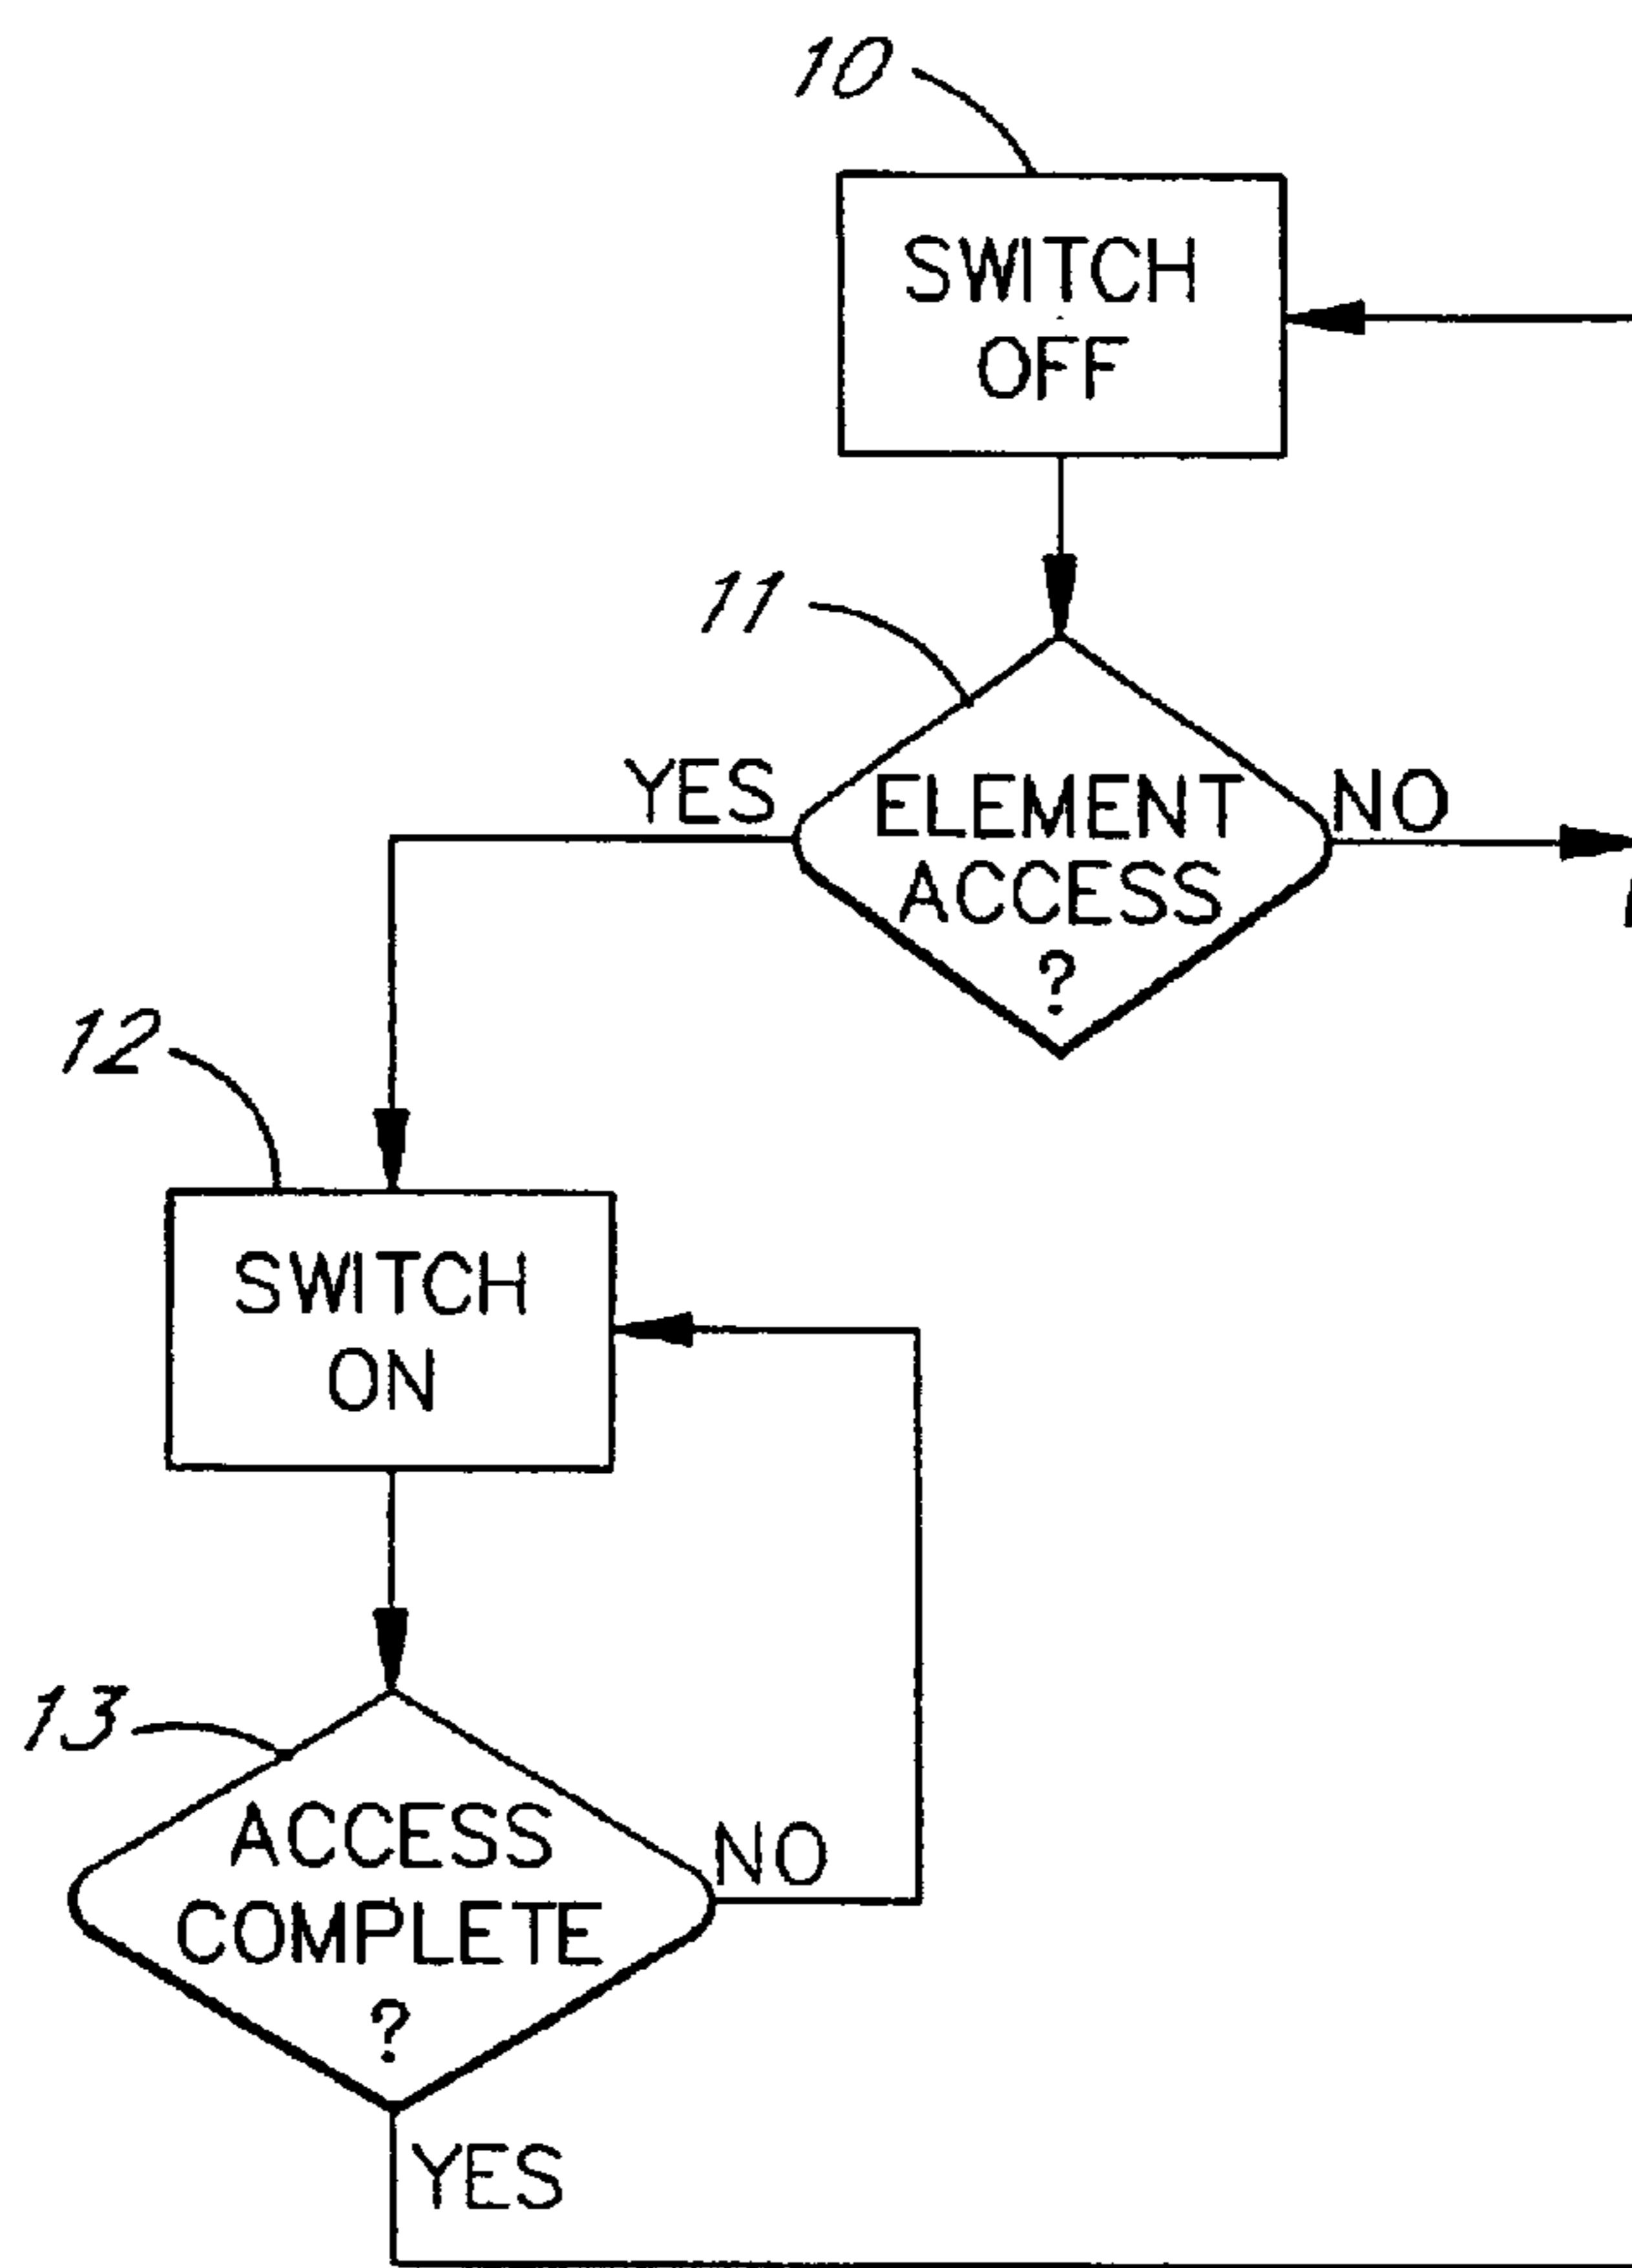 10
SWITCH
OFF
11
YES
ELEMENT
ACCESS
?
NO
12
SWITCH
ON
13
ACCESS
COMPLETE
?
NO
YES